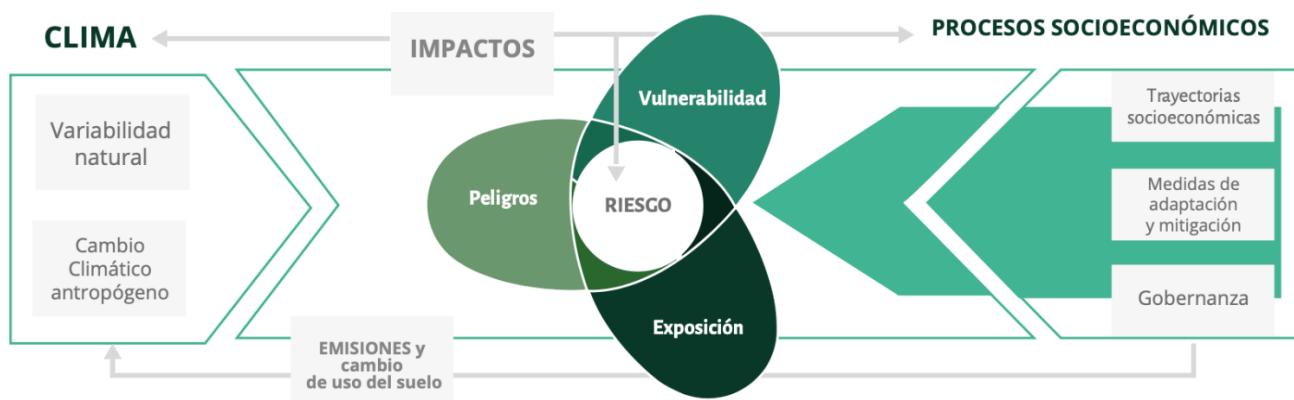 CLIMA
IMPACTOS
PROCESOS SOCIOECONÓMICOS
Variabilidad
natural
Cambio
Climático
antropógeno
Vulnerabilidad
Peligros
RIESGO
Exposición
Trayectorias
socioeconómicas
Medidas de
adaptación
y mitigación
Gobernanza
EMISIONES y
cambio
de uso del suelo